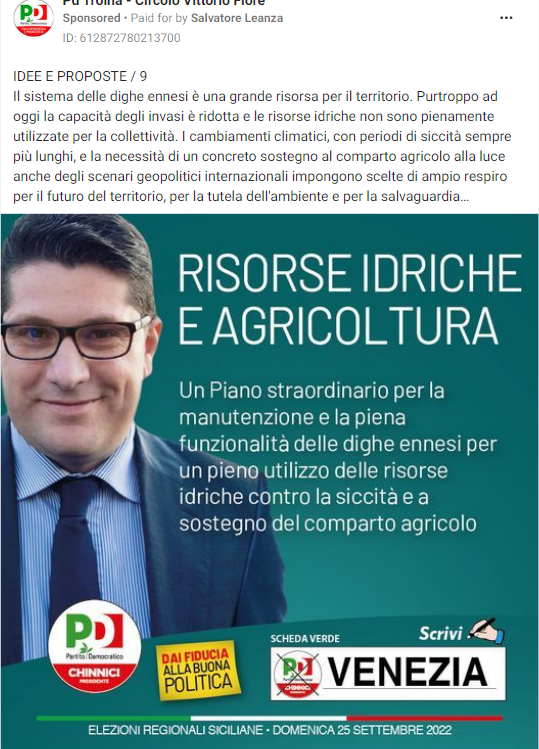 Pd Troina - Circolo Vittorio Fiore
Sponsored • Paid for by Salvatore Leanza
ID: 612872780213700
IDEE E PROPOSTE / 9
Il sistema delle dighe ennesi è una grande risorsa per il territorio. Purtroppo ad
oggi la capacità degli invasi è ridotta e le risorse idriche non sono pienamente
utilizzate per la collettività. I cambiamenti climatici, con periodi di siccità sempre
più lunghi, e la necessità di un concreto sostegno al comparto agricolo alla luce
anche degli scenari geopolitici internazionali impongono scelte di ampio respiro
per il futuro del territorio, per la tutela dell'ambiente e per la salvaguardia...
RISORSE IDRICHE
E AGRICOLTURA
Un Piano straordinario per la
manutenzione e la piena
funzionalità delle dighe ennesi per
un pieno utilizzo delle risorse
idriche contro la siccità e a
sostegno del comparto agricolo
PD
Partito Democratico
CHINNICI
PRESIDENTE
DAI FIDUCIA
ALLA BUONA
POLITICA
SCHEDA VERDE
Scrivi
PD
CHINNICI
VENEZIA
ELEZIONI REGIONALI SICILIANE • DOMENICA 25 SETTEMBRE 2022